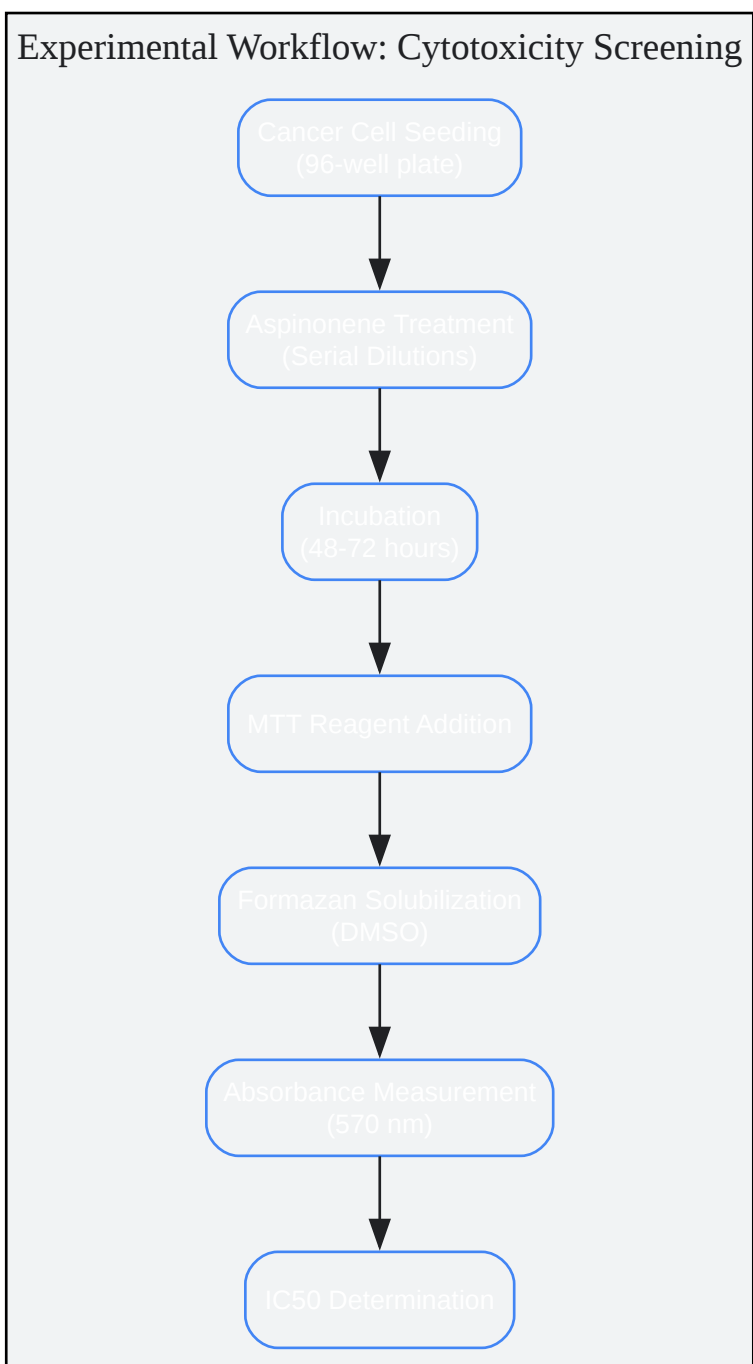 Experimental Workflow: Cytotoxicity Screening
Cancer Cell Seeding
(96-well plate)
Aspinonene Treatment
(Serial Dilutions)
Incubation
(48-72 hours)
MTT Reagent Addition
Formazan Solubilization
(DMSO)
Absorbance Measurement
(570 nm)
IC50 Determination